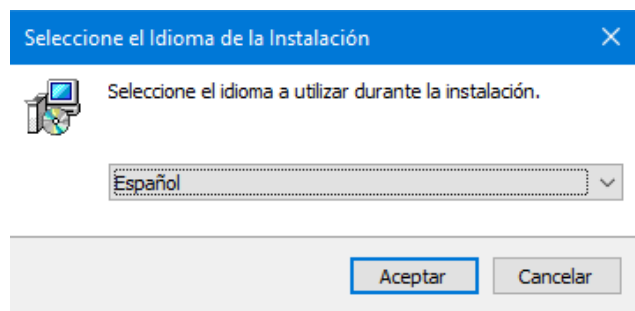 Seleccione el Idioma de la Instalación
Seleccione el idioma a utilizar durante la instalación.
Español
Aceptar Cancelar